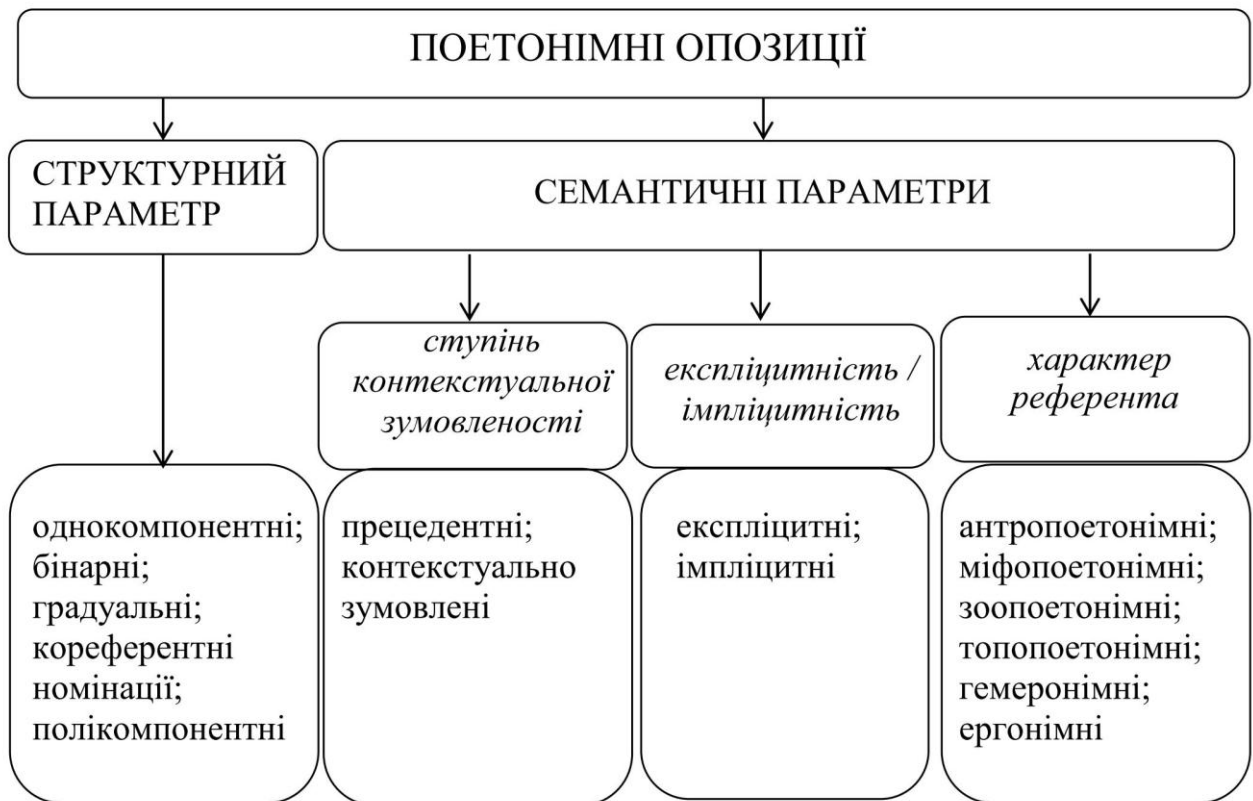 ПОЕТОНІМНІ ОПОЗИЦІЇ
СТРУКТУРНИЙ
ПАРАМЕТР
СЕМАНТИЧНІ ПАРАМЕТРИ
ступінь
контекстуальної
зумовленості
експліцитність /
імпліцитність
характер
референта
однокомпонентні;
бінарні;
градуальні;
кореферентні
номінації;
полікомпонентні
прецедентні;
контекстуально
зумовлені
експліцитні;
імпліцитні
антропоетонімні;
міфопоетонімні;
зоопоетонімні;
топопоетонімні;
гемеронімні;
ергонімні